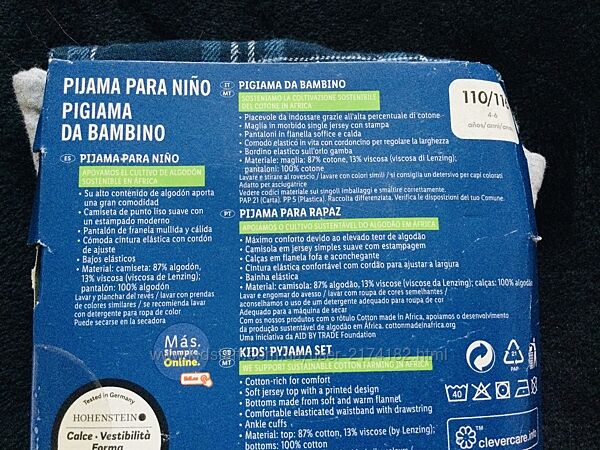 PIJAMA PARA NIÑO
PIGIAMA
DA BAMBINO
ES PIJAMA PARA NIÑO
APOYAMOS EL CULTIVO DE ALGODÓN
SOSTENIBLE EN ÁFRICA
• Su alto contenido de algodón aporta
una gran comodidad
• Camiseta de punto liso suave con
un estampado moderno
• Pantalón de franela mullida y cálida
• Cómoda cintura elástica con cordón
de ajuste
• Bajos elásticos
• Material: camiseta: 87% algodón,
13% viscosa (viscosa de Lenzing);
pantalón: 100% algodón
Lavar y planchar del revés / lavar con prendas
de colores similares / se recomienda lavar
con detergente para ropa de color
Puede secarse en la secadora
Más.
Siempre.
Online.
Tested in Germany
HOHENSTEIN
Calce · Vestibilità
Forma
IT MT PIGIAMA DA BAMBINO
SOSTENIAMO LA COLTIVAZIONE SOSTENIBILE
DEL COTONE IN AFRICA
• Piacevole da indossare grazie all'alta percentuale di cotone
• Maglia in morbido single jersey con stampa
• Pantaloni in flanella soffice e calda
• Comodo elastico in vita con cordoncino per regolare la larghezza
• Bordino elastico sull'orlo gamba
• Materiale: maglia: 87% cotone, 13% viscosa (viscosa di Lenzing);
pantaloni: 100% cotone
Lavare e stirare al rovescio / lavare con colori simili / si consiglia un detersivo per capi colorati
Adatto per asciugatrice
Vedere codici materiale sui singoli imballaggi e smaltire correttamente.
PAP 21 (Carta). PP 5 (Plastica). Raccolta differenziata. Verifica le disposizioni del tuo Comune.
PT PIJAMA PARA RAPAZ
APOIAMOS O CULTIVO SUSTENTÁVEL DO ALGODÃO EM ÁFRICA
• Máximo conforto devido ao elevado teor de algodão
• Camisola em jersey simples suave com estampagem
• Calças em flanela fofa e aconchegante
• Cintura elástica confortável com cordão para ajustar a largura
• Bainha elástica
• Material: camisola: 87% algodão, 13% viscose (viscose da Lenzing); calças: 100% algodão
Lavar e engomar do avesso / lavar com roupa de cores semelhantes /
aconselhamos o uso de um detergente adequado para roupa de cor
Adequado para a máquina de secar
Com os nossos produtos com o rótulo Cotton made in Africa, apoiamos o desenvolvimento
da produção sustentável de algodão em África. cottonmadeinafrica.org
Uma iniciativa da AID BY TRADE Foundation
GB MT KIDS' PYJAMA SET
WE SUPPORT SUSTAINABLE COTTON FARMING IN AFRICA
• Cotton-rich for comfort
• Soft jersey top with a printed design
• Bottoms made from soft and warm flannet
• Comfortable elasticated waistband with drawstring
• Ankle cuffs
• Material: top: 87% cotton, 13% viscose (by Lenzing);
bottoms: 100% cotton
110/116
4-6
años/anni/anos
21
PAP
40
clevercare.info